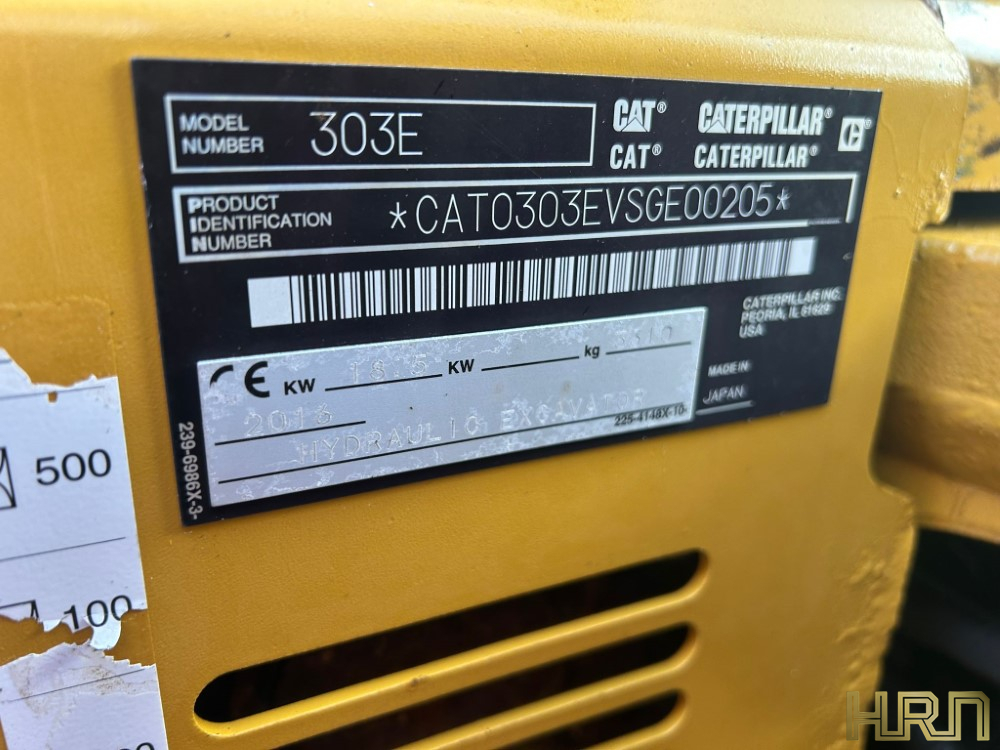 MODEL NUMBER 303E
CAT® CATERPILLAR®
CAT® CATERPILLAR®
PRODUCT
IDENTIFICATION
NUMBER
*CAT0303EVSGE00205*
CATERPILLAR INC.
PEORIA, IL 61629
USA
CE KW 18.5 KW kg 3310
2016
HYDRAULIC EXCAVATOR
225-4148X-10-
MADE IN
JAPAN
239-6986X-3-
500
100
HRN